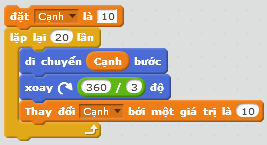 đặt Cạnh là 10
lặp lại 20 lần
di chuyển Cạnh bước
xoay 360 / 3 độ
Thay đổi Cạnh bởi một giá trị là 10